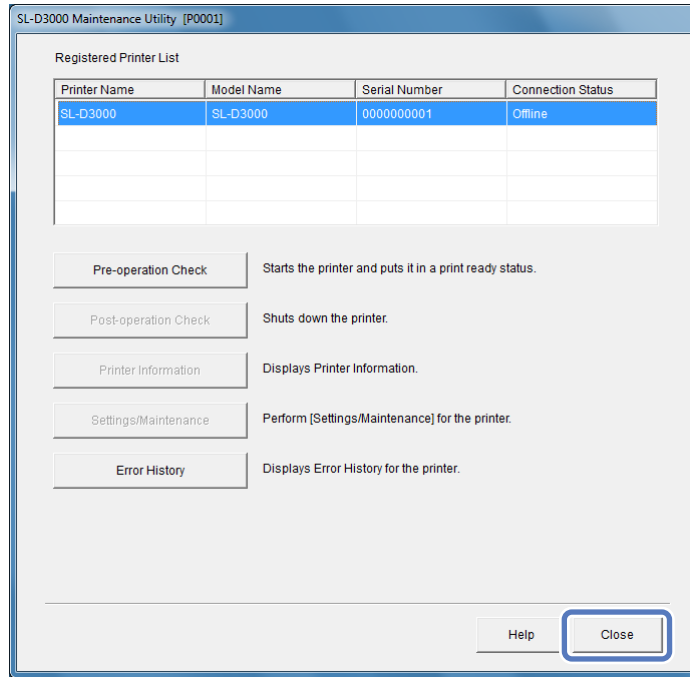 SL-D3000 Maintenance Utility [P0001]
Registered Printer List
Printer Name Model Name Serial Number Connection Status
SL-D3000 SL-D3000 0000000001 Offline
Pre-operation Check Starts the printer and puts it in a print ready status.
Post-operation Check Shuts down the printer.
Printer Information Displays Printer Information.
Settings/Maintenance Perform [Settings/Maintenance] for the printer.
Error History Displays Error History for the printer.
Help Close